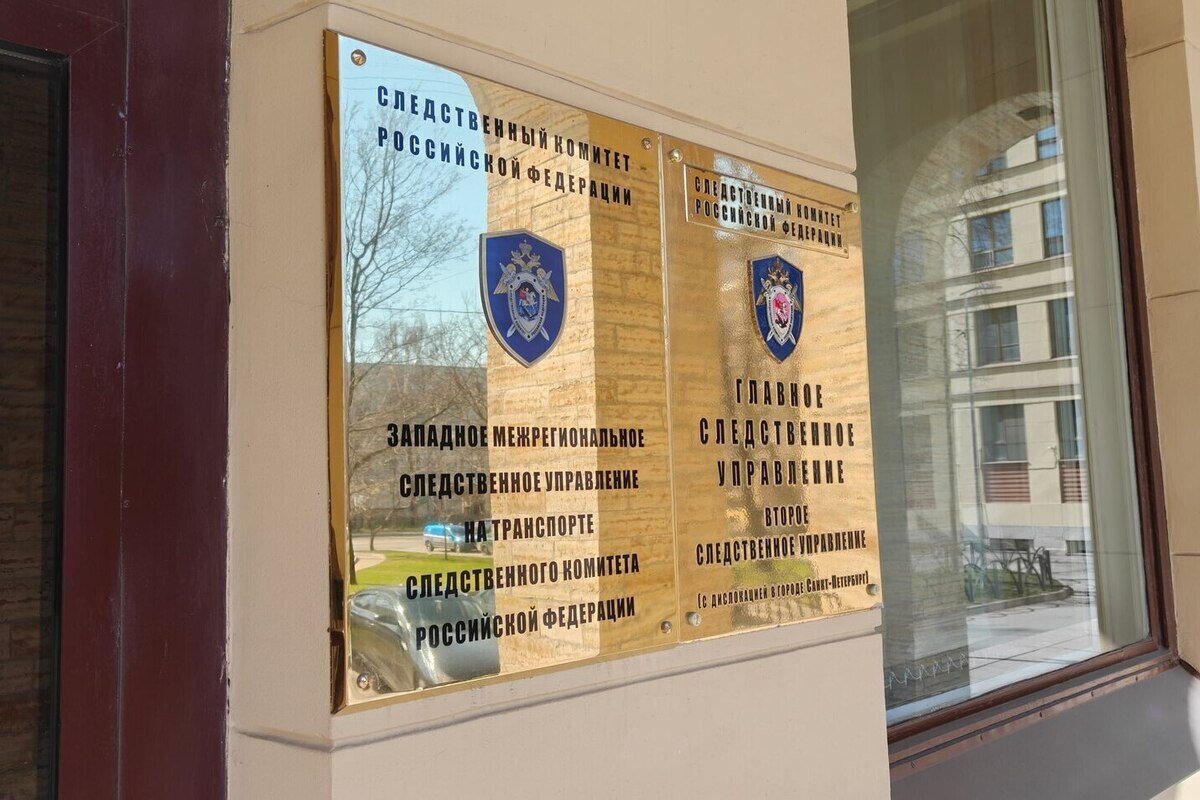 СЛЕДСТВЕННЫЙ КОМИТЕТ
РОССИЙСКОЙ ФЕДЕРАЦИИ
ЗАПАДНОЕ МЕЖРЕГИОНАЛЬНОЕ
СЛЕДСТВЕННОЕ УПРАВЛЕНИЕ
НА ТРАНСПОРТЕ
СЛЕДСТВЕННОГО КОМИТЕТА
РОССИЙСКОЙ ФЕДЕРАЦИИ
СЛЕДСТВЕННЫЙ КОМИТЕТ
РОССИЙСКОЙ ФЕДЕРАЦИИ
ГЛАВНОЕ
СЛЕДСТВЕННОЕ
УПРАВЛЕНИЕ
ВТОРОЕ
СЛЕДСТВЕННОЕ УПРАВЛЕНИЕ
(С ДИСЛОКАЦИЕЙ В ГОРОДЕ САНКТ-ПЕТЕРБУРГ)